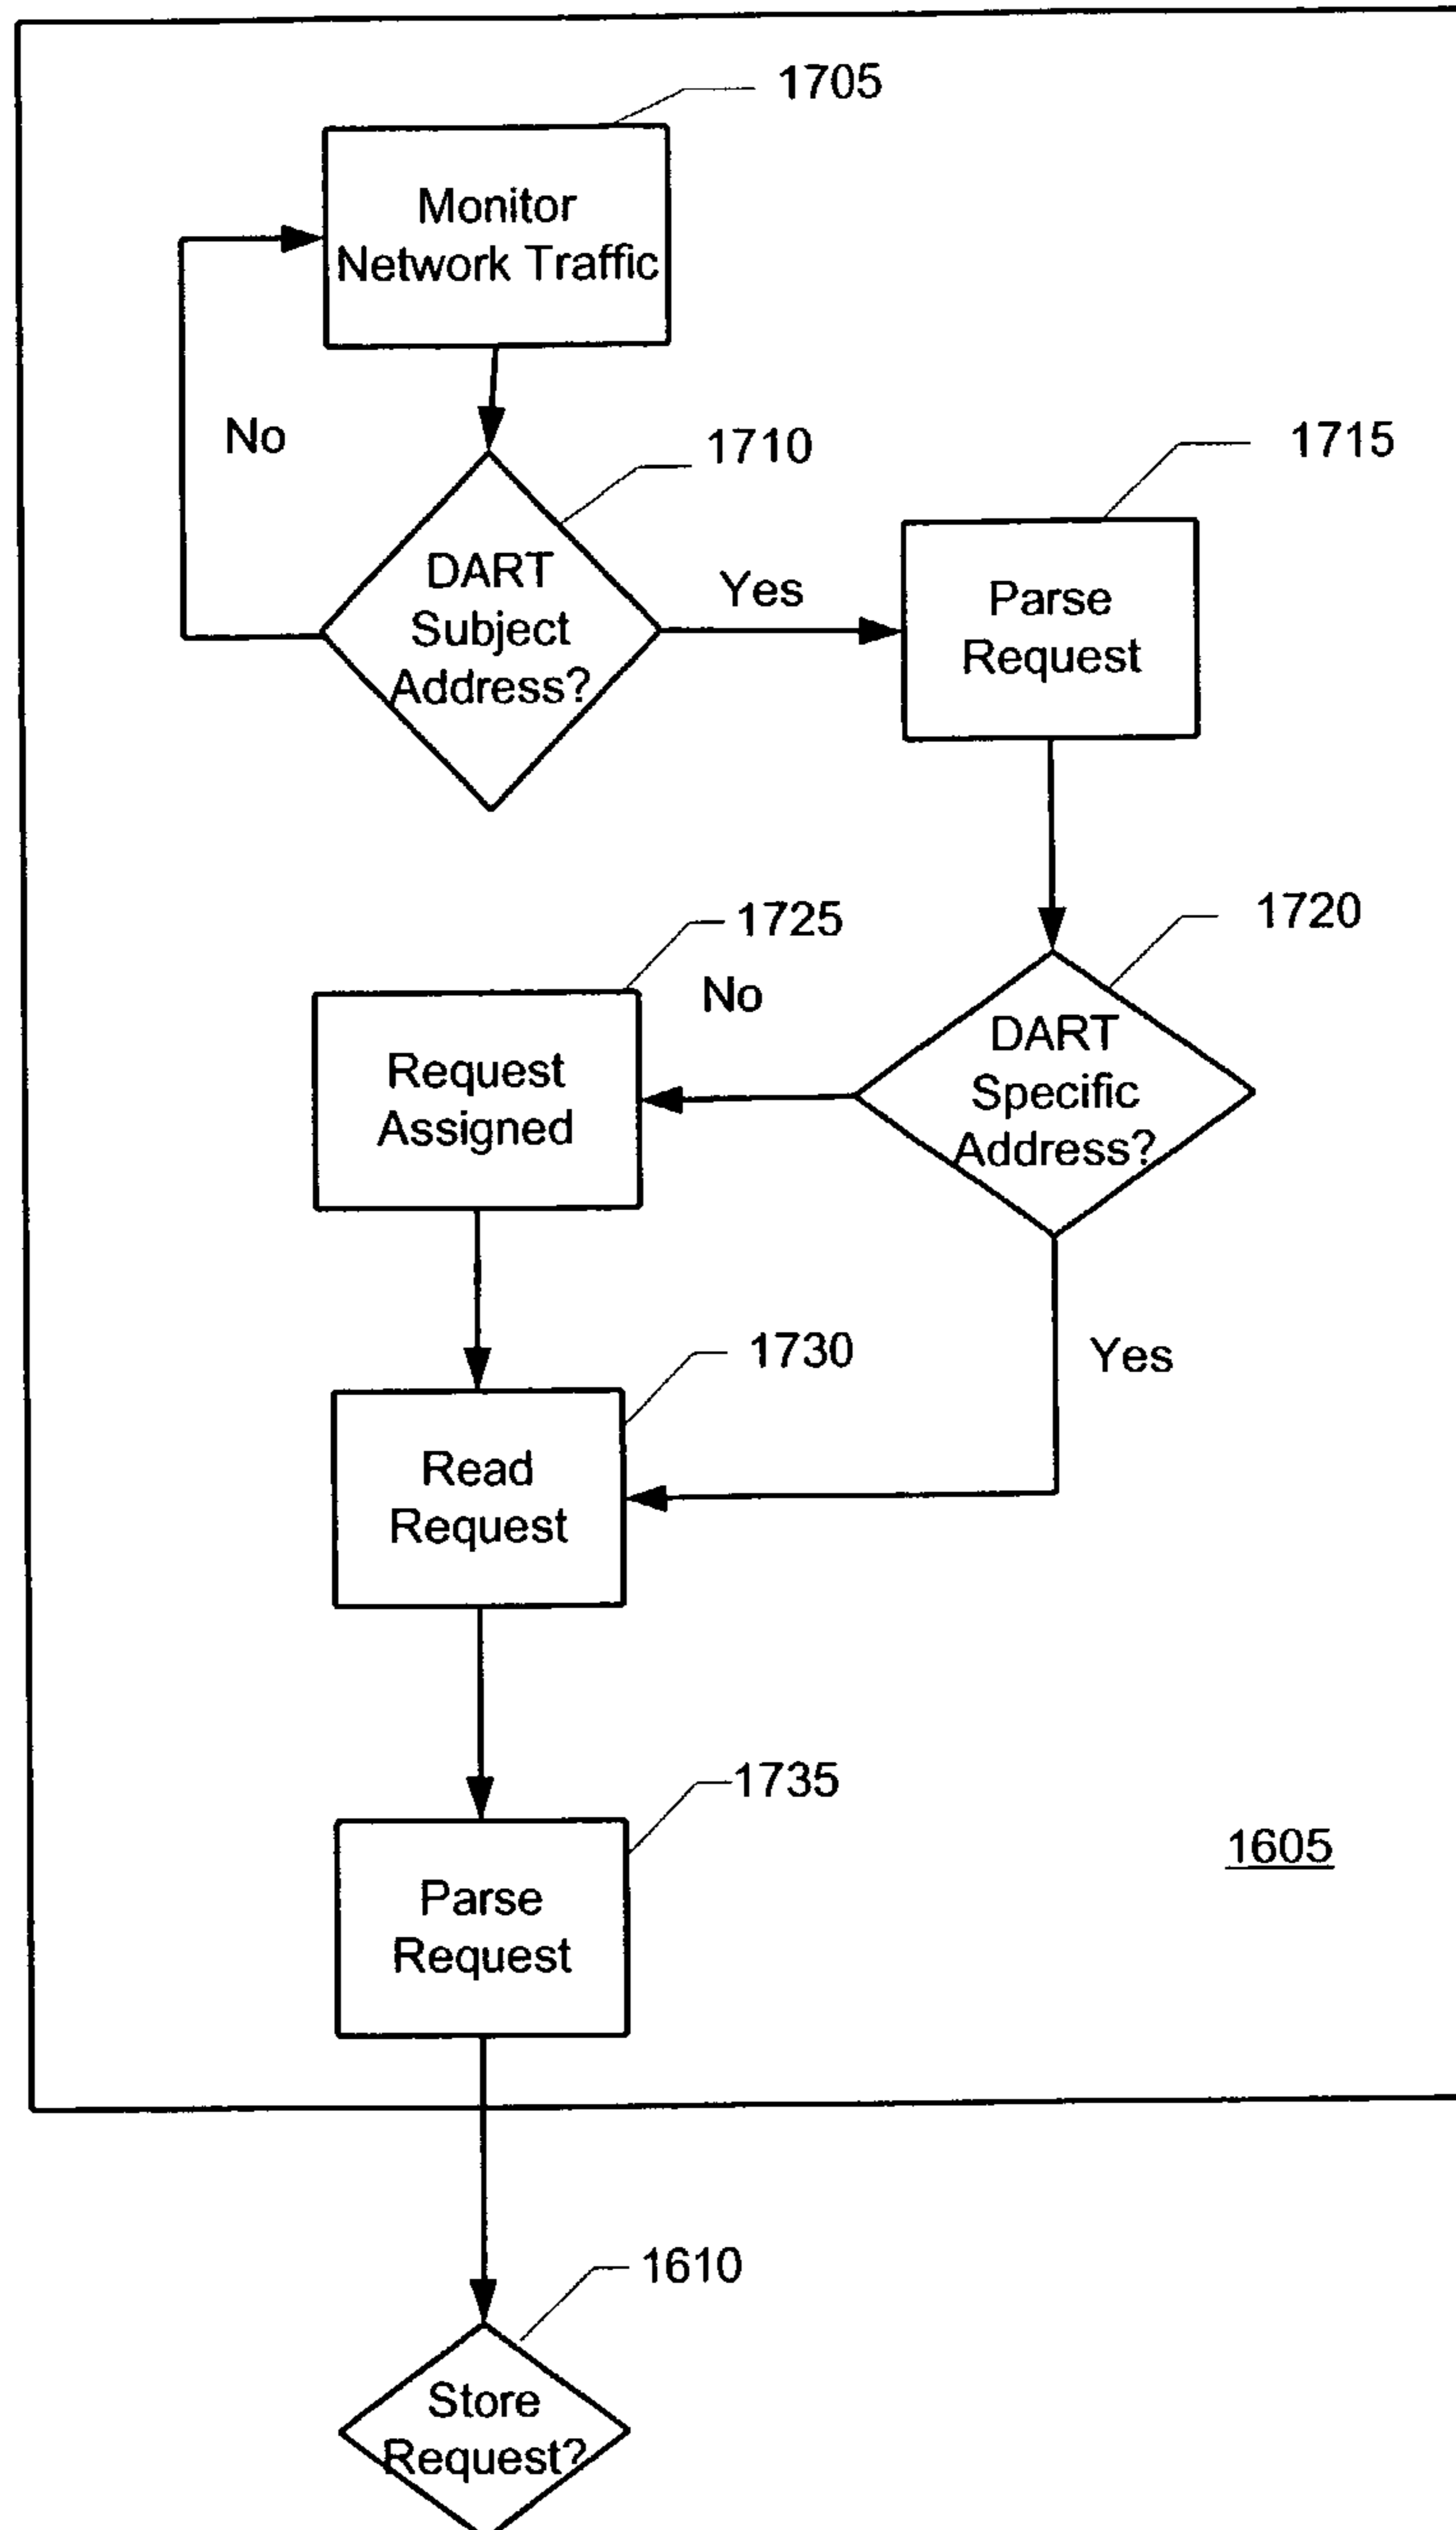 1705
Monitor
Network Traffic
No
1710
1715
DART
Subject
Address?
Yes
Parse
Request
1725
1720
No
DART
Specific
Address?
Request
Assigned
1730
Yes
Read
Request
1735
Parse
Request
1605
1610
Store
Request?